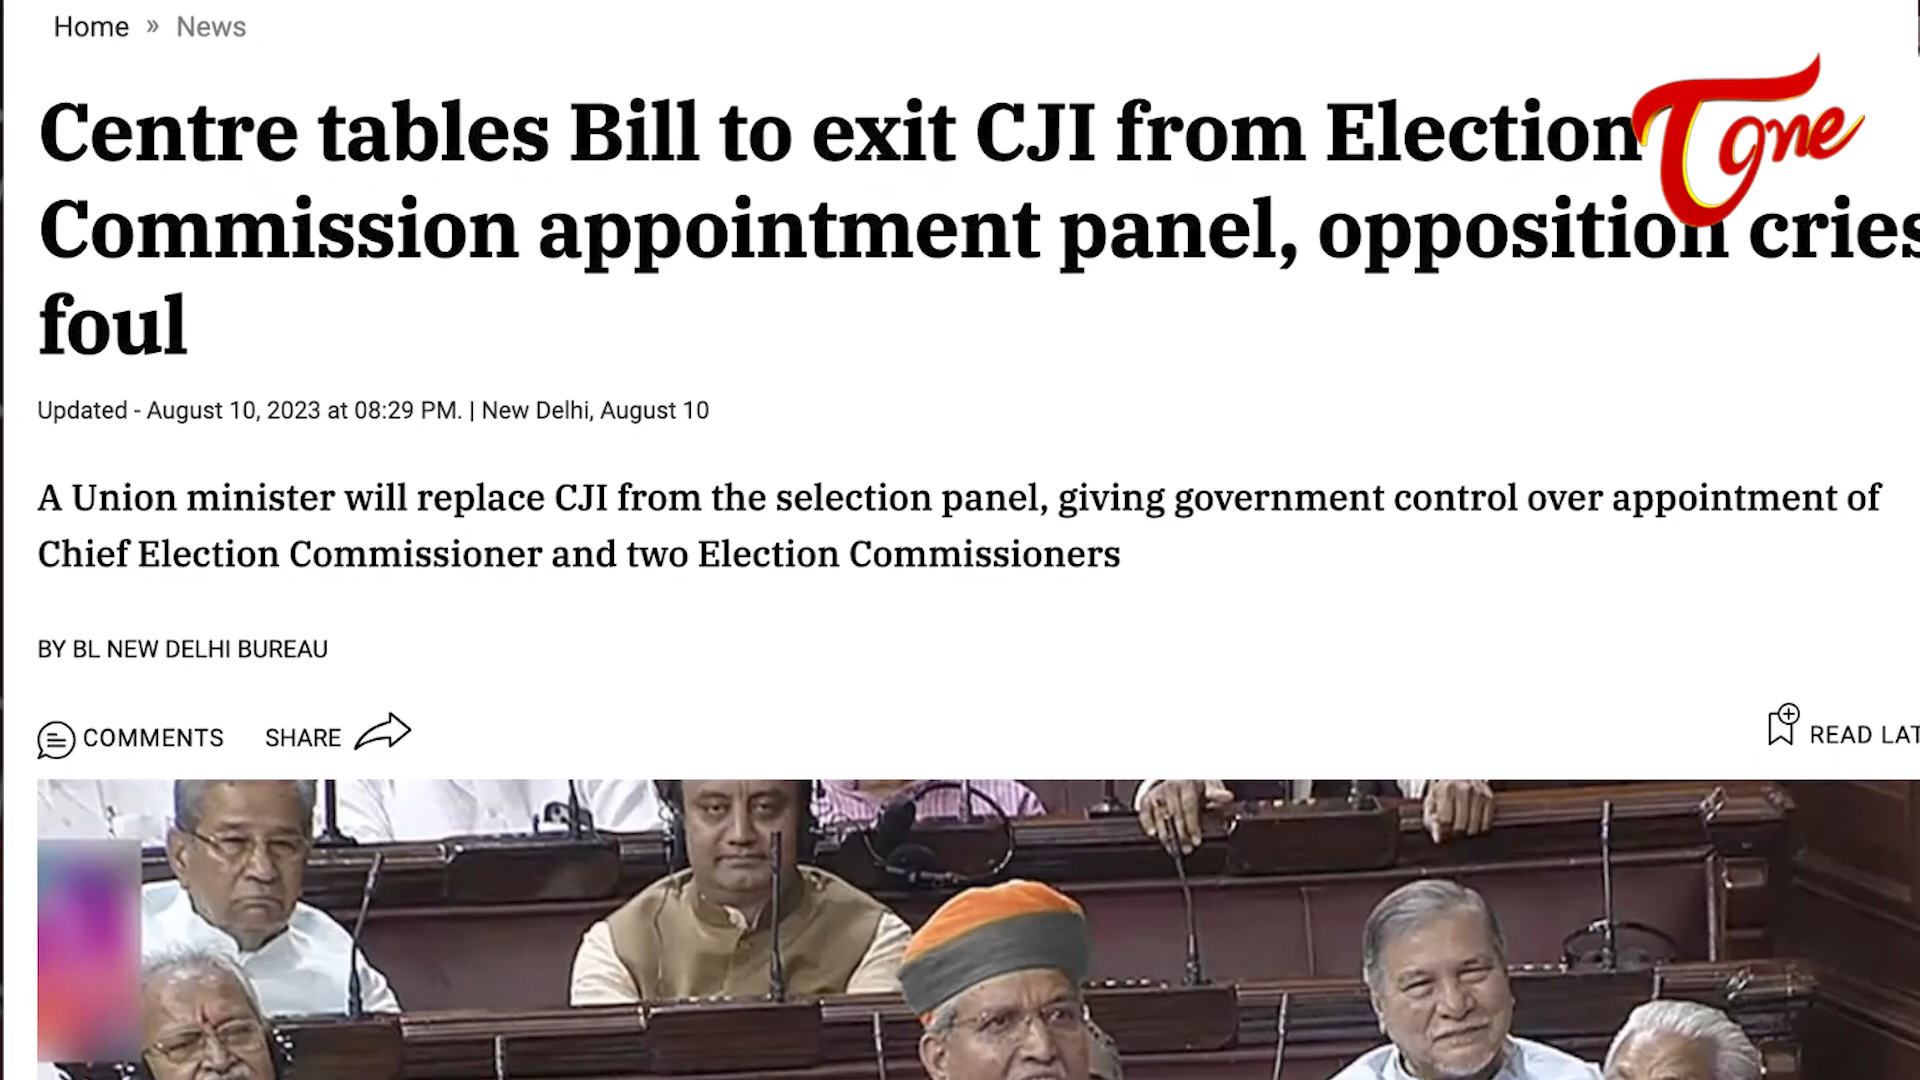 Home » News
Centre tables Bill to exit CJI from Election
Commission appointment panel, opposition cries
foul
Tone
Updated - August 10, 2023 at 08:29 PM. | New Delhi, August 10
A Union minister will replace CJI from the selection panel, giving government control over appointment of
Chief Election Commissioner and two Election Commissioners
BY BL NEW DELHI BUREAU
COMMENTS SHARE
READ LAT